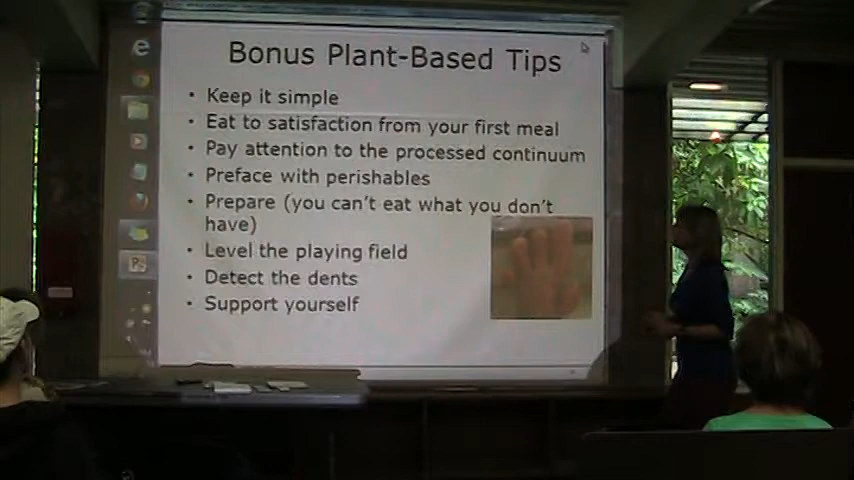 Bonus Plant-Based Tips
• Keep it simple
• Eat to satisfaction from your first meal
• Pay attention to the processed continuum
• Preface with perishables
• Prepare (you can't eat what you don't
have)
• Level the playing field
• Detect the dents
• Support yourself